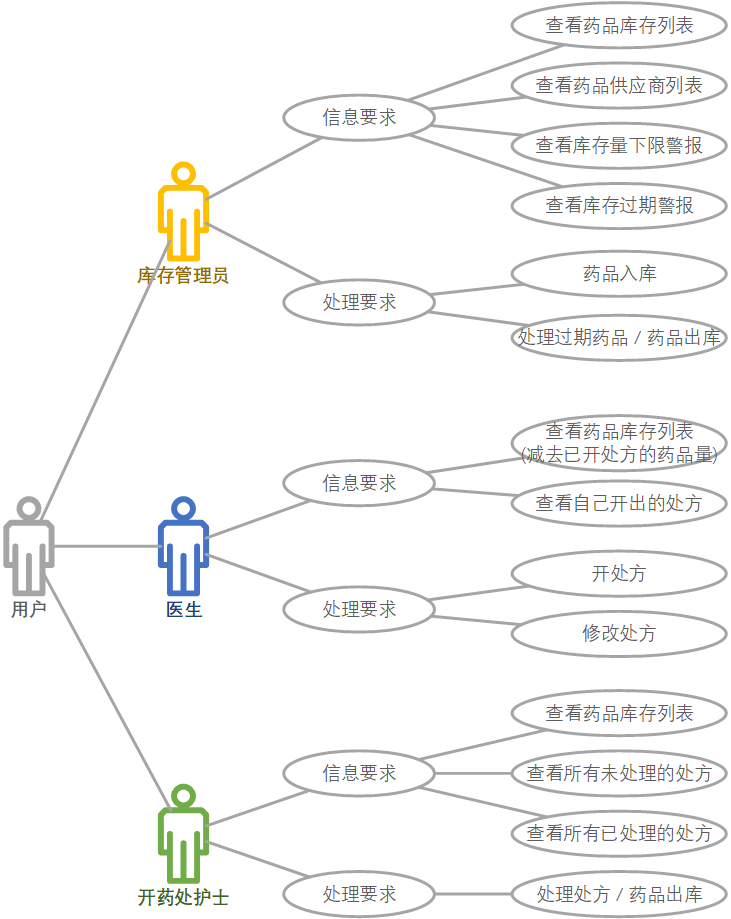 查看药品库存列表
查看药品供应商列表
信息要求
查看库存量下限警报
查看库存过期警报
库存管理员
药品入库
处理要求
处理过期药品 / 药品出库
查看药品库存列表
(减去已开处方的药品量)
信息要求
查看自己开出的处方
用户
医生
开处方
处理要求
修改处方
查看药品库存列表
信息要求
查看所有未处理的处方
查看所有已处理的处方
开药处护士
处理要求
处理处方 / 药品出库